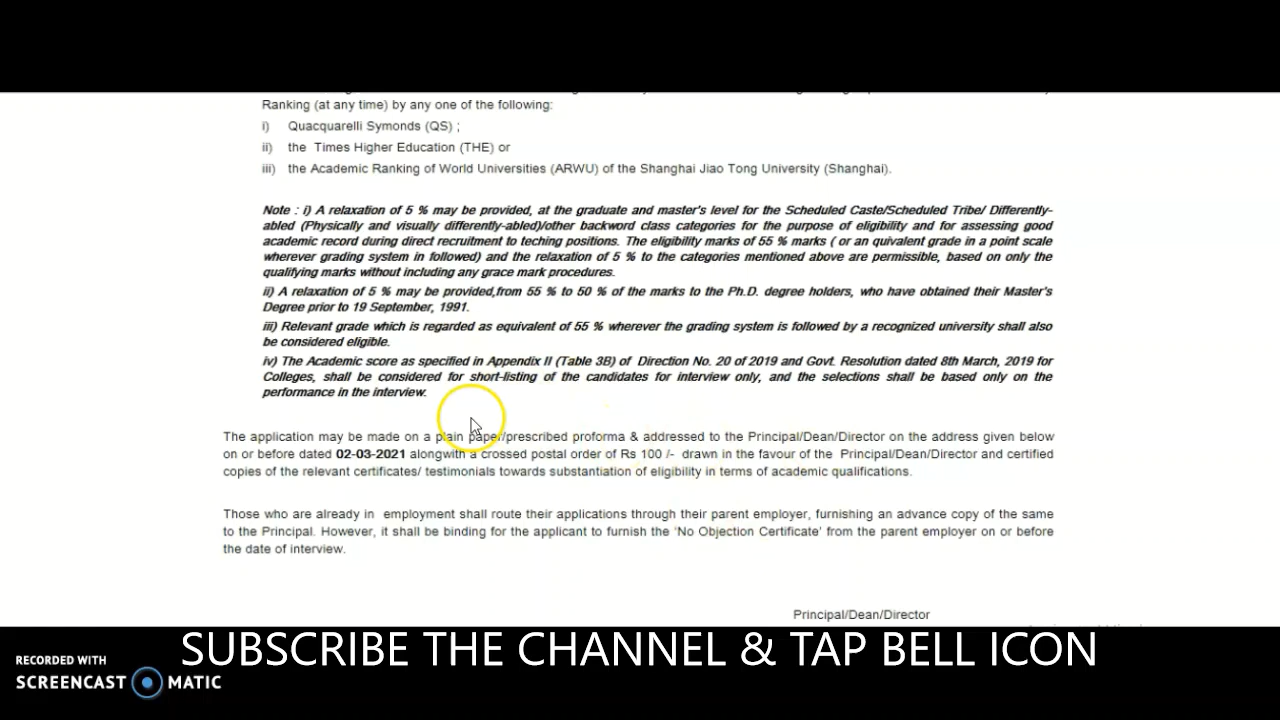 Ranking (at any time) by any one of the following:
i) Quacquarelli Symonds (QS) ;
ii) the Times Higher Education (THE) or
iii) the Academic Ranking of World Universities (ARWU) of the Shanghai Jiao Tong University (Shanghai).
Note : i) A relaxation of 5 % may be provided, at the graduate and master's level for the Scheduled Caste/Scheduled Tribe/ Differently-
abled (Physically and visually differently-abled)/other backword class categories for the purpose of eligibility and for assessing good
academic record during direct recruitment to teching positions. The eligibility marks of 55 % marks ( or an quivalent grade in a point scale
wherever grading system in followed) and the relaxation of 5 % to the categories mentioned above are permissible, based on only the
qualifying marks without including any grace mark procedures.
ii) A relaxation of 5 % may be provided,from 55 % to 50 % of the marks to the Ph.D. degree holders, who have obtained their Master's
Degree prior to 19 September, 1991.
iii) Relevant grade which is regarded as equivalent of 55 % wherever the grading system is followed by a recognized university shall also
be considered eligible.
iv) The Academic score as specified in Appendix II (Table 3B) of Direction No. 20 of 2019 and Govt. Resolution dated 8th March, 2019 for
Colleges, shall be considered for short-listing of the candidates for interview only, and the selections shall be based only on the
performance in the interview.
The application may be made on a plain paper/prescribed proforma & addressed to the Principal/Dean/Director on the address given below
on or before dated 02-03-2021 alongwith a crossed postal order of Rs 100 /- drawn in the favour of the Principal/Dean/Director and certified
copies of the relevant certificates/ testimonials towards substantiation of eligibility in terms of academic qualifications.
Those who are already in employment shall route their applications through their parent employer, furnishing an advance copy of the same
to the Principal. However, it shall be binding for the applicant to furnish the 'No Objection Certificate' from the parent employer on or before
the date of interview.
Principal/Dean/Director
SUBSCRIBE THE CHANNEL & TAP BELL ICON
RECORDED WITH
SCREENCAST MATIC